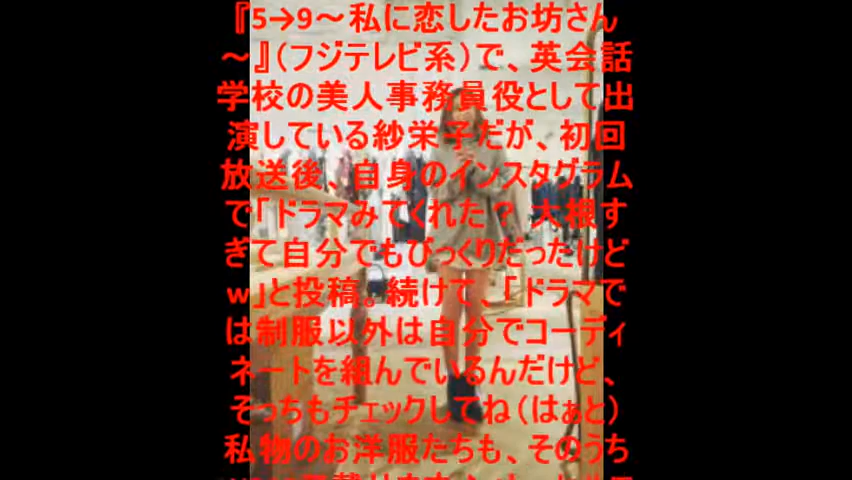 『5→9～私に恋したお坊さん
～』（フジテレビ系）で、英会話
学校の美人事務員役として出
演している紗栄子だが、初回
放送後、自身のインスタグラム
で「ドラマみてくれた？ 大根す
ぎて自分でもびっくりだったけど
w」と投稿。続けて、「ドラマで
は制服以外は自分でコーディ
ネートを組んでいるんだけど、
そっちもチェックしてね（はぁと）
私物のお洋服たちも、そのうち